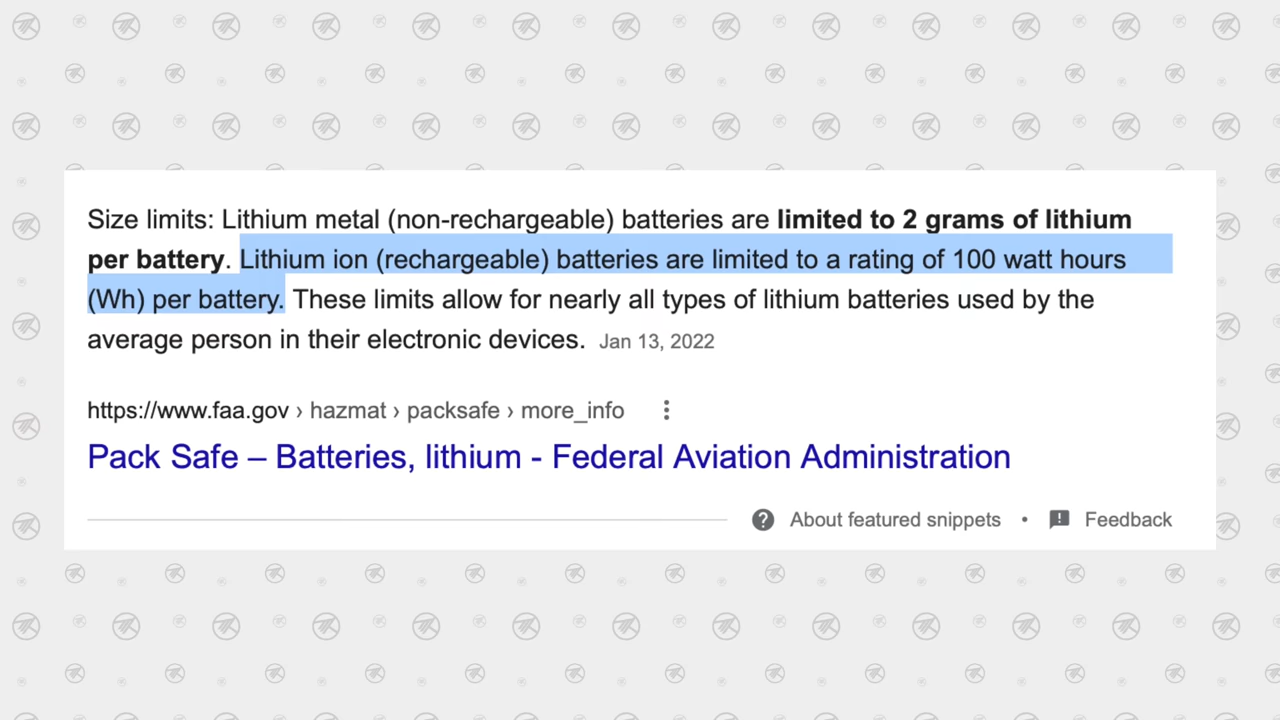 Size limits: Lithium metal (non-rechargeable) batteries are limited to 2 grams of lithium
per battery. Lithium ion (rechargeable) batteries are limited to a rating of 100 watt hours
(Wh) per battery. These limits allow for nearly all types of lithium batteries used by the
average person in their electronic devices. Jan 13, 2022
https://www.faa.gov › hazmat › packsafe › more_info
Pack Safe – Batteries, lithium - Federal Aviation Administration
About featured snippets • Feedback